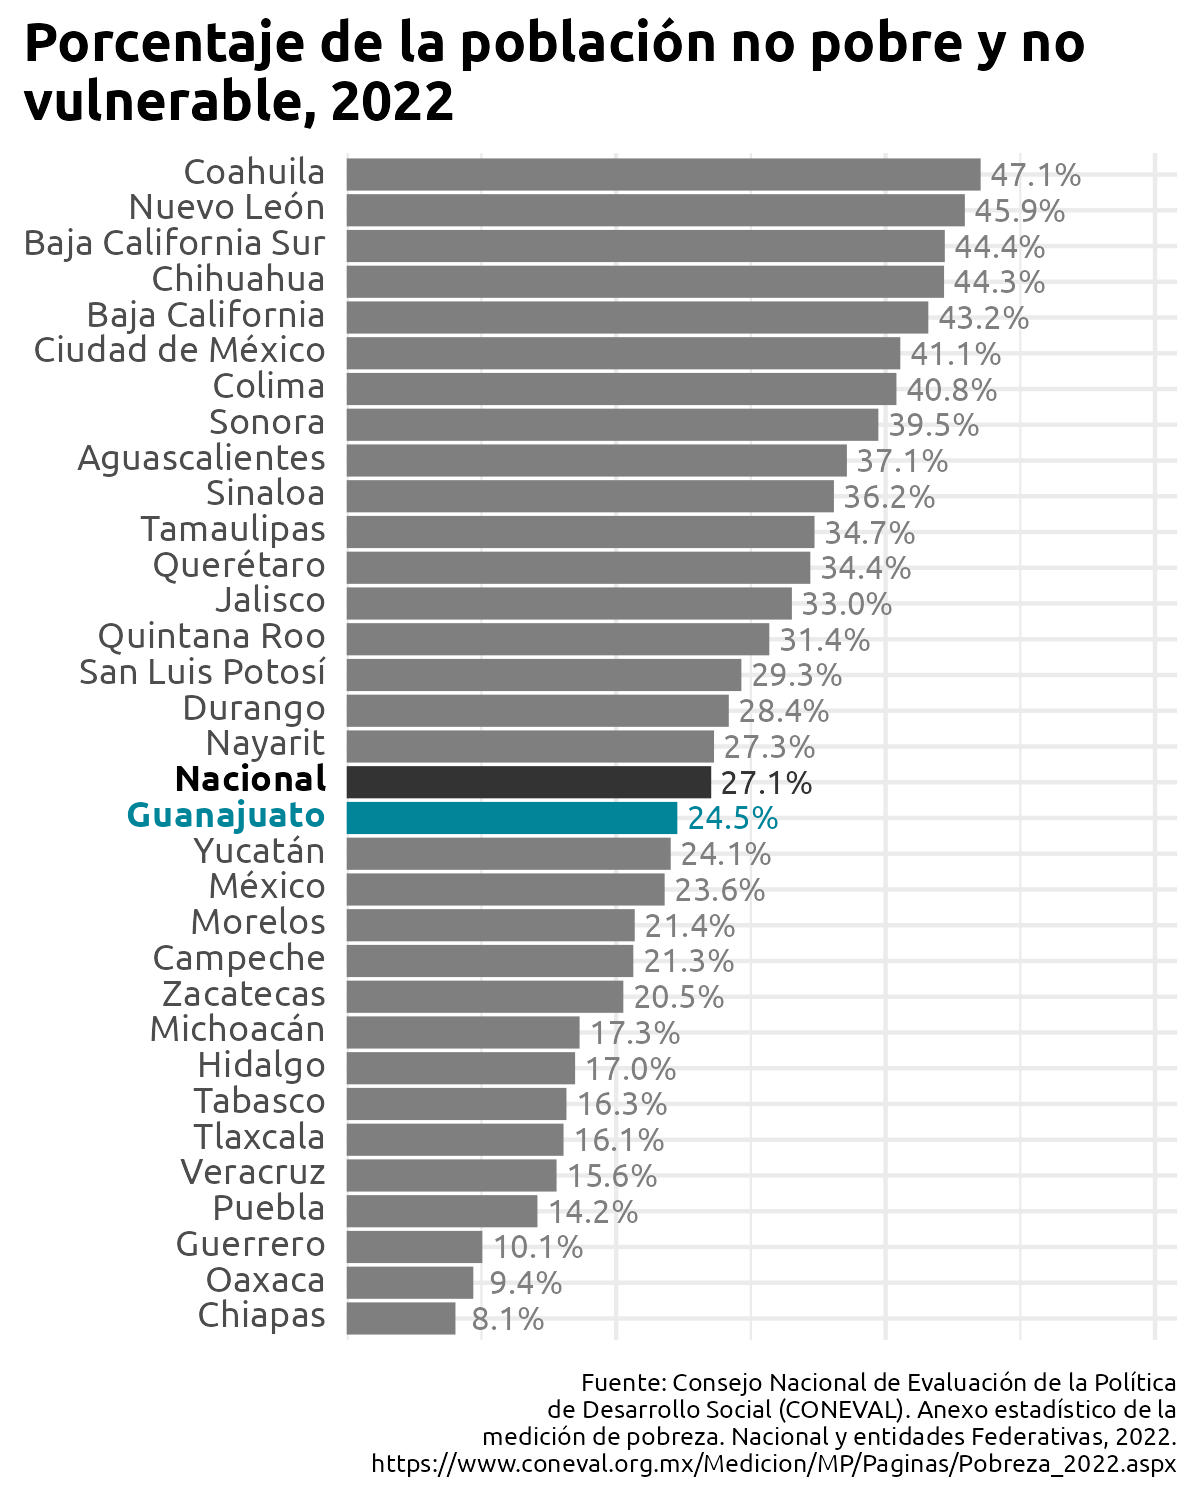 Porcentaje de la población no pobre y no
vulnerable, 2022
Coahuila 47.1%
Nuevo León 45.9%
Baja California Sur 44.4%
Chihuahua 44.3%
Baja California 43.2%
Ciudad de México 41.1%
Colima 40.8%
Sonora 39.5%
Aguascalientes 37.1%
Sinaloa 36.2%
Tamaulipas 34.7%
Querétaro 34.4%
Jalisco 33.0%
Quintana Roo 31.4%
San Luis Potosí 29.3%
Durango 28.4%
Nayarit 27.3%
Nacional 27.1%
Guanajuato 24.5%
Yucatán 24.1%
México 23.6%
Morelos 21.4%
Campeche 21.3%
Zacatecas 20.5%
Michoacán 17.3%
Hidalgo 17.0%
Tabasco 16.3%
Tlaxcala 16.1%
Veracruz 15.6%
Puebla 14.2%
Guerrero 10.1%
Oaxaca 9.4%
Chiapas 8.1%
Fuente: Consejo Nacional de Evaluación de la Política
de Desarrollo Social (CONEVAL). Anexo estadístico de la
medición de pobreza. Nacional y entidades Federativas, 2022.
https://www.coneval.org.mx/Medicion/MP/Paginas/Pobreza_2022.aspx